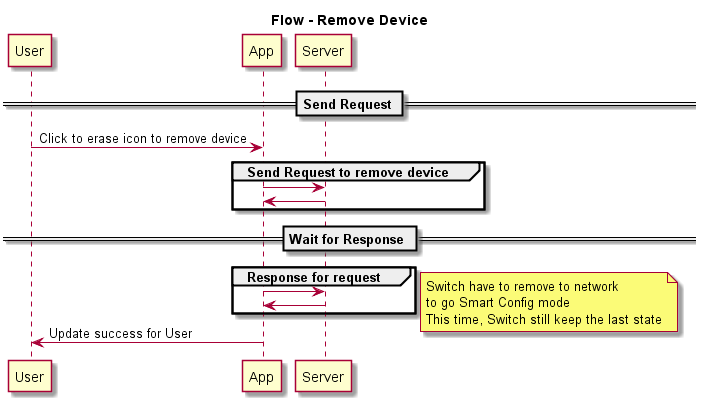 Flow - Remove Device
User
App
Server
Send Request
Click to erase icon to remove device
Send Request to remove device
Wait for Response
Response for request
Switch have to remove to network
to go Smart Config mode
This time, Switch still keep the last state
Update success for User
User
App
Server